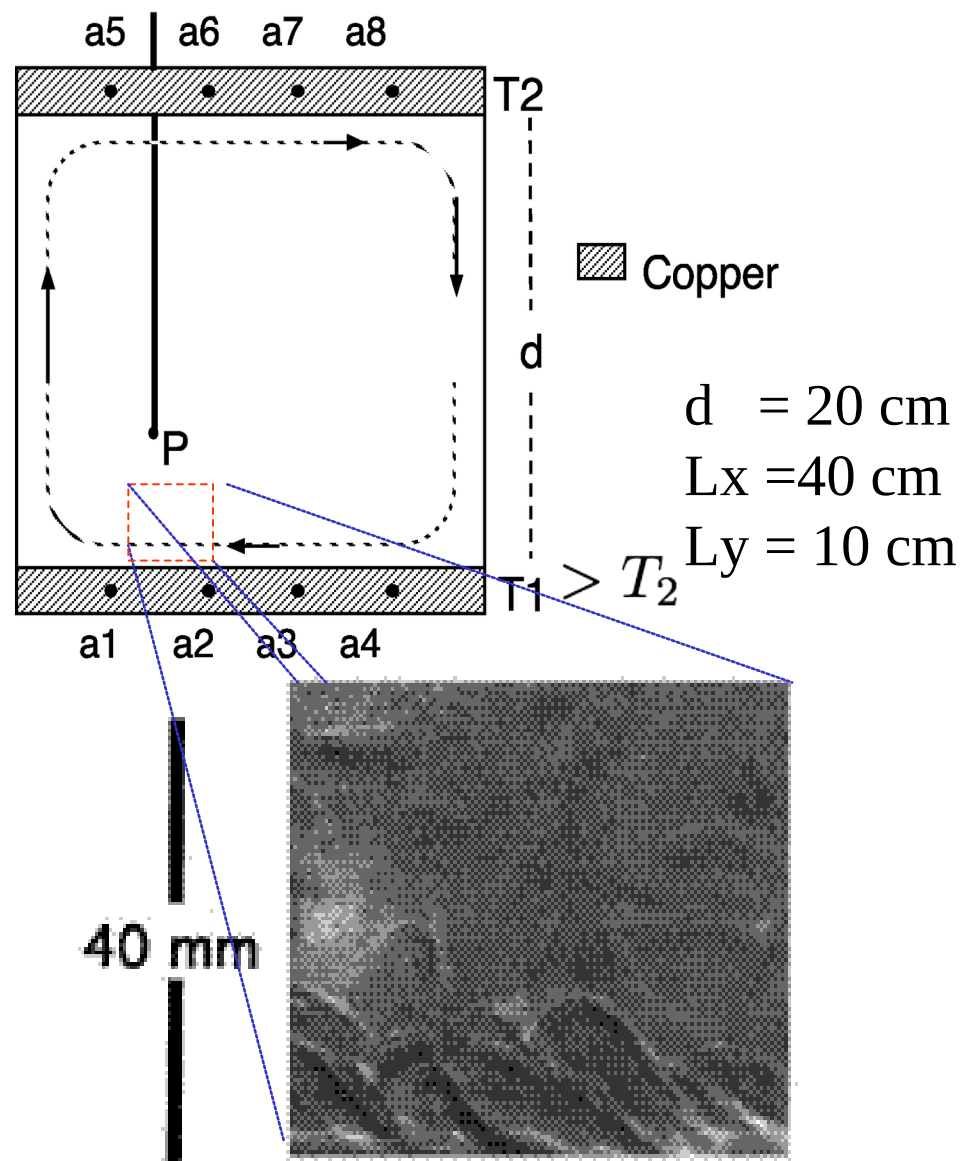 a5 a6 a7 a8
T2
Copper
d
d = 20 cm
P
Lx =40 cm
Ly = 10 cm
T1 > T₂
a1 a2 a3 a4
40 mm